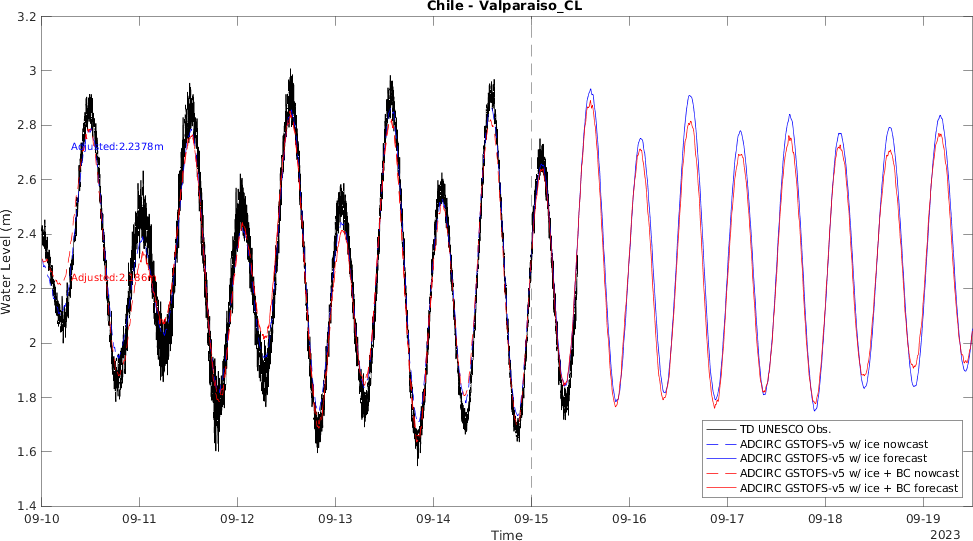 Chile - Valparaiso_CL
3.2
3
2.8
2.6
2.4
2.2
2
1.8
1.6
1.4
Water Level (m)
Adjusted:2.2378m
TD UNESCO Obs.
ADCIRC GSTOFS-v5 w/ ice nowcast
ADCIRC GSTOFS-v5 w/ ice forecast
ADCIRC GSTOFS-v5 w/ ice + BC nowcast
ADCIRC GSTOFS-v5 w/ ice + BC forecast
09-10 09-11 09-12 09-13 09-14 09-15 09-16 09-17 09-18 09-19
Time
2023